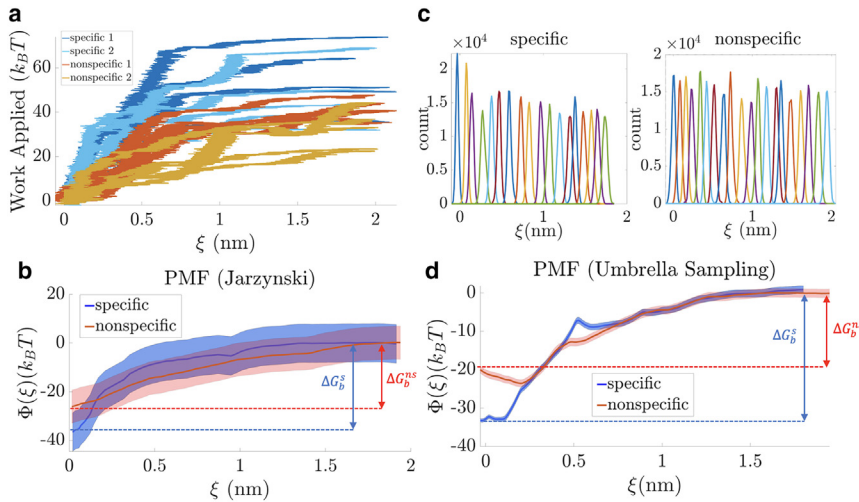 a
Work Applied (k_BT)
60
40
20
0
specific 1
specific 2
nonspecific 1
nonspecific 2
0
0.5
1
1.5
2
ξ (nm)
b
PMF (Jarzynski)
Φ(ξ)(k_BT)
20
0
-20
-40
specific
nonspecific
ΔG_b^s
ΔG_b^ns
0
0.5
1
1.5
2
ξ (nm)
c
specific
×10⁴
count
2
1.5
1
0.5
0
0
1
2
ξ(nm)
nonspecific
×10⁴
count
2
1.5
1
0.5
0
0
1
2
ξ(nm)
d
PMF (Umbrella Sampling)
Φ(ξ)(k_BT)
0
-10
-20
-30
-40
specific
nonspecific
ΔG_b^s
ΔG_b^n
0
0.5
1
1.5
ξ(nm)